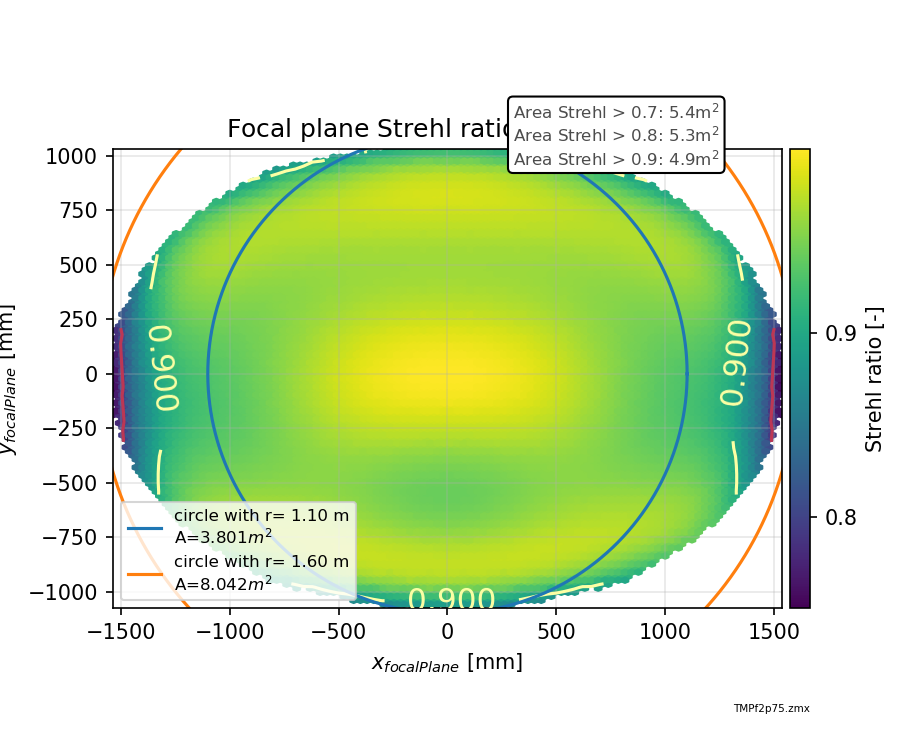 Area Strehl > 0.7: 5.4m²
Area Strehl > 0.8: 5.3m²
Area Strehl > 0.9: 4.9m²
Focal plane Strehl ratio
1000
750
500
250
0
−250
−500
−750
−1000
y_focalPlane [mm]
0.900
0.900
0.900
circle with r= 1.10 m
A=3.801m²
circle with r= 1.60 m
A=8.042m²
−1500
−1000
−500
0
500
1000
1500
x_focalPlane [mm]
0.9
0.8
Strehl ratio [-]
TMPf2p75.zmx